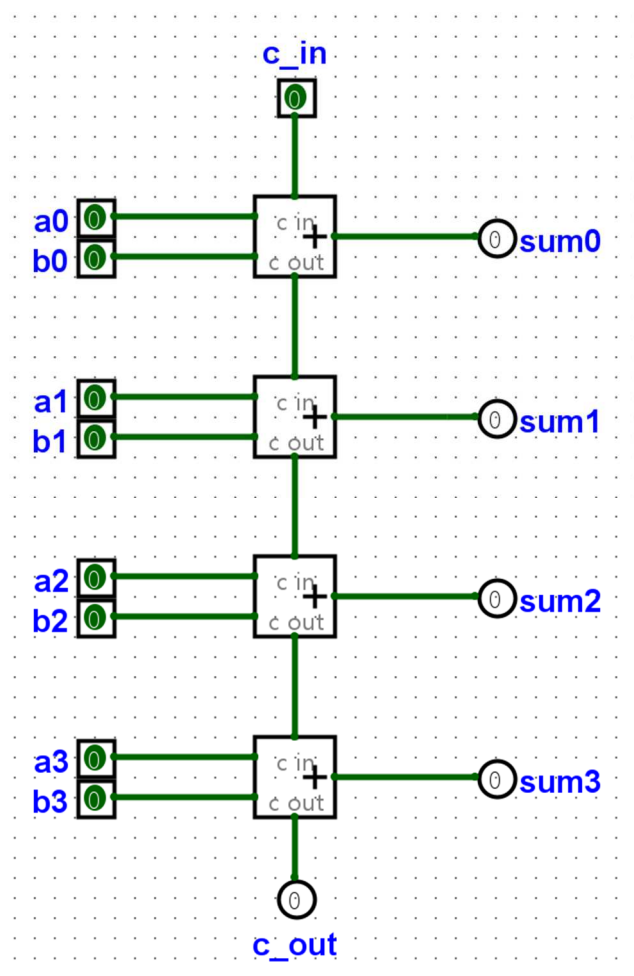 c_in
0
a0 0
c in
+
sum0
0
b0 0
c out
a1 0
c in
+
sum1
0
b1 0
c out
a2 0
c in
+
sum2
0
b2 0
c out
a3 0
c in
+
sum3
0
b3 0
c out
0
c_out